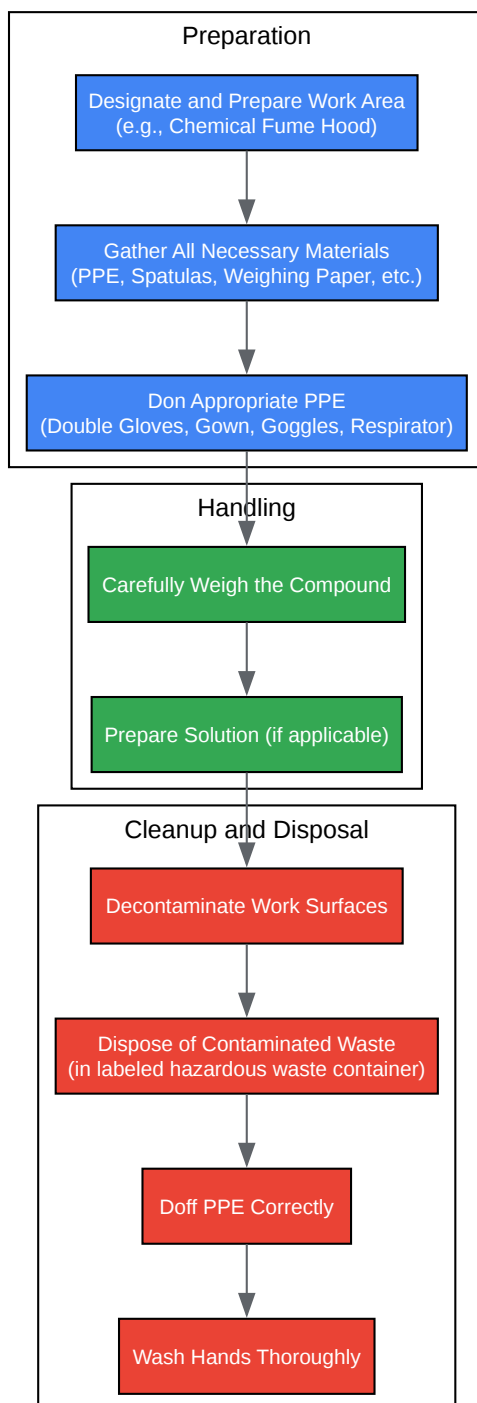 Preparation
Designate and Prepare Work Area
(e.g., Chemical Fume Hood)
Gather All Necessary Materials
(PPE, Spatulas, Weighing Paper, etc.)
Don Appropriate PPE
(Double Gloves, Gown, Goggles, Respirator)
Handling
Carefully Weigh the Compound
Prepare Solution (if applicable)
Cleanup and Disposal
Decontaminate Work Surfaces
Dispose of Contaminated Waste
(in labeled hazardous waste container)
Doff PPE Correctly
Wash Hands Thoroughly